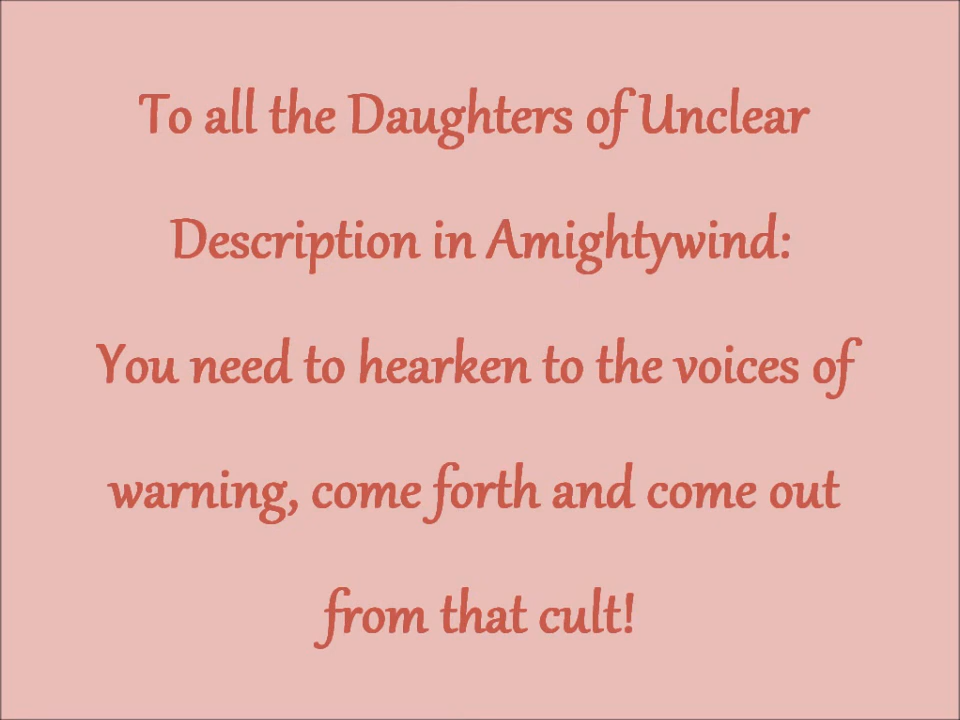 To all the Daughters of Unclear
Description in Amightywind:
You need to hearken to the voices of
warning, come forth and come out
from that cult!